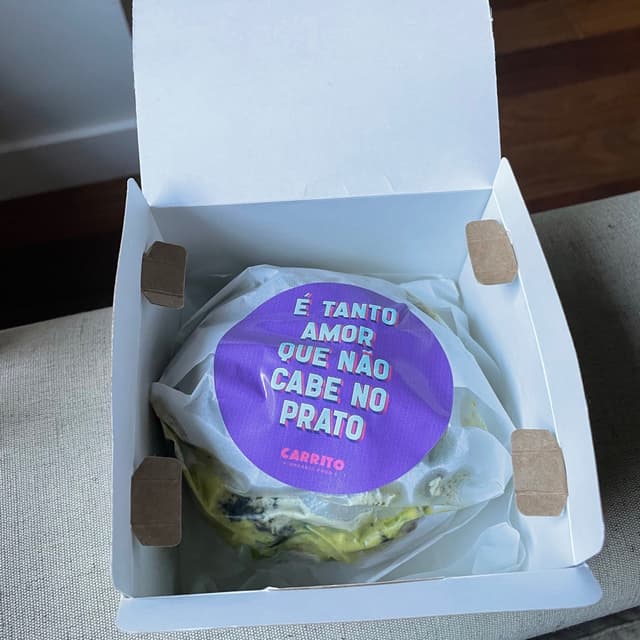 É TANTO
AMOR
QUE NÃO
CABE NO
PRATO
CARRITO